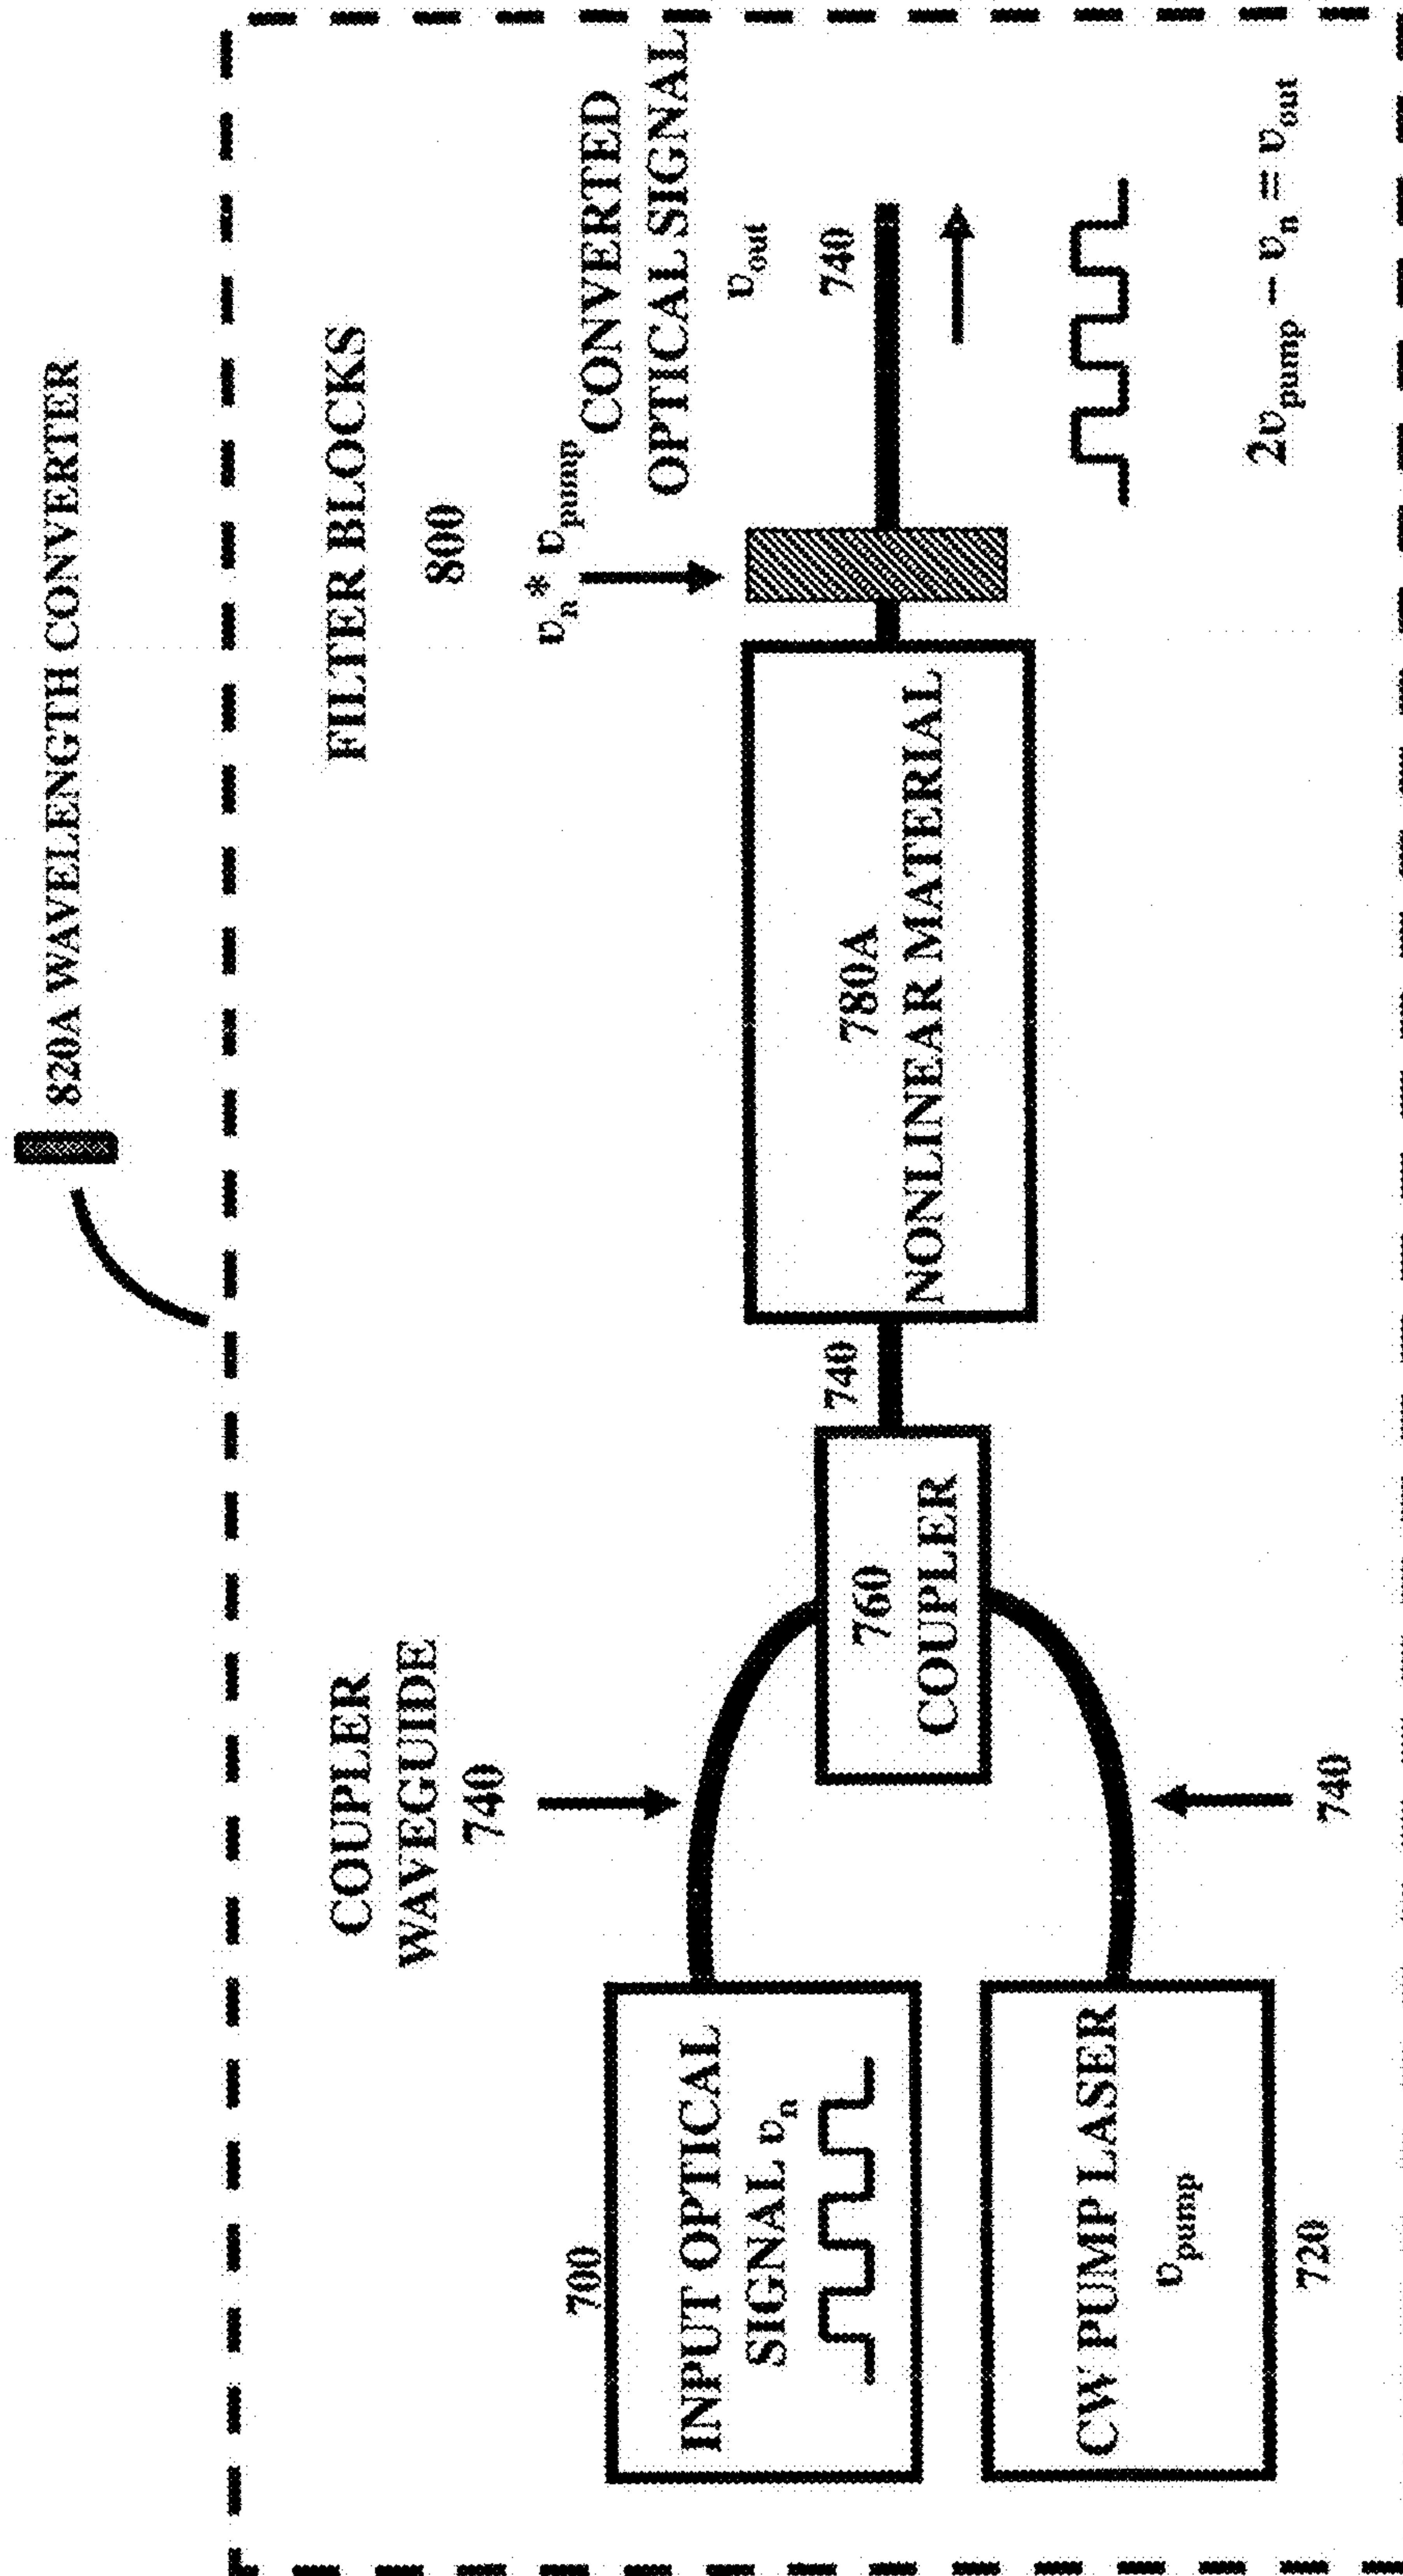 820A WAVELENGTH CONVERTER
COUPLER
WAVEGUIDE
740
FILTER BLOCKS
800
υn* υpump
CONVERTED
OPTICAL SIGNAL
υout
740
700
INPUT OPTICAL
SIGNAL υn
760
COUPLER
740
780A
NONLINEAR MATERIAL
CW PUMP LASER
υpump
720
740
2υpump − υn = υout